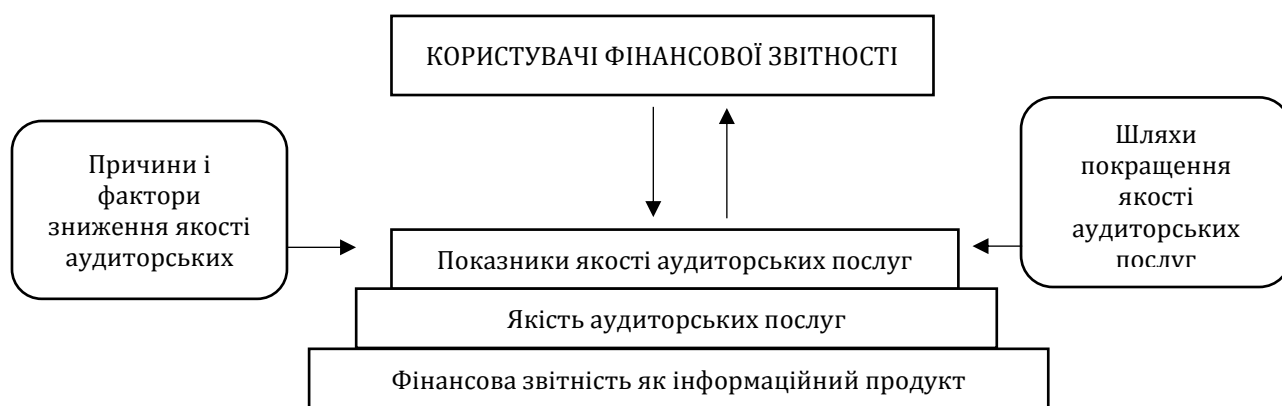 КОРИСТУВАЧІ ФІНАНСОВОЇ ЗВІТНОСТІ
Причини і
фактори
зниження якості
аудиторських
Шляхи
покращення
якості
аудиторських
послуг
Показники якості аудиторських послуг
Якість аудиторських послуг
Фінансова звітність як інформаційний продукт